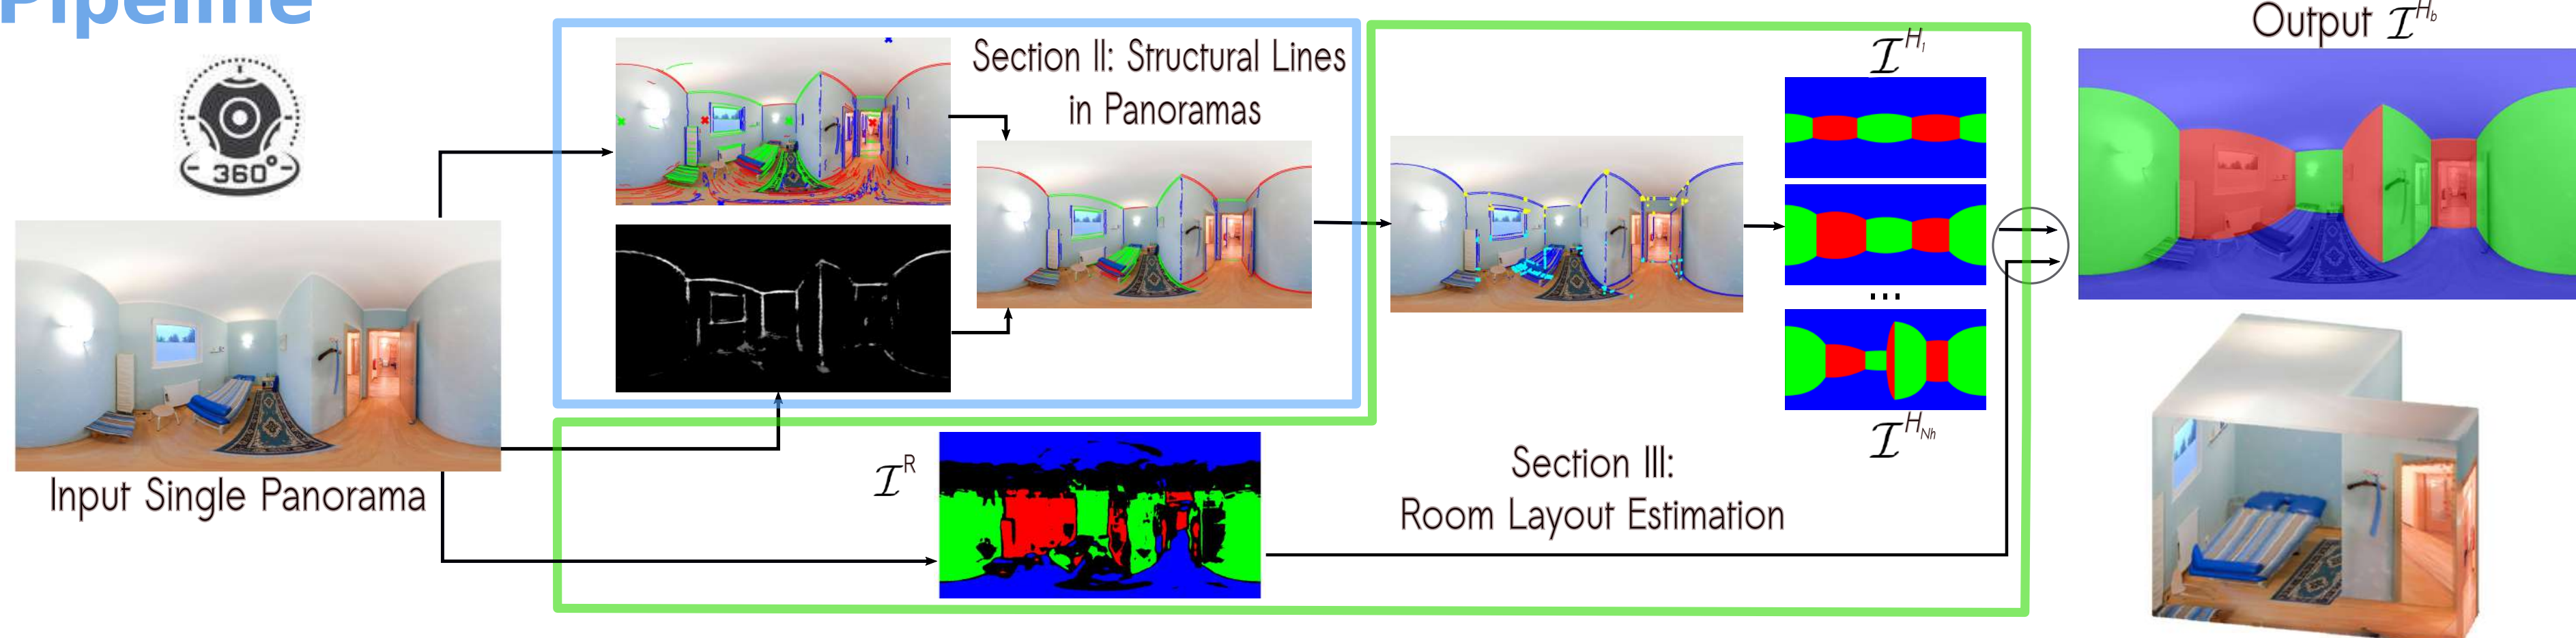 Pipeline
360°
Input Single Panorama
Section II: Structural Lines
in Panoramas
I^R
Section III:
Room Layout Estimation
I^{H_1}
...
I^{H_{Nh}}
Output I^{H_b}